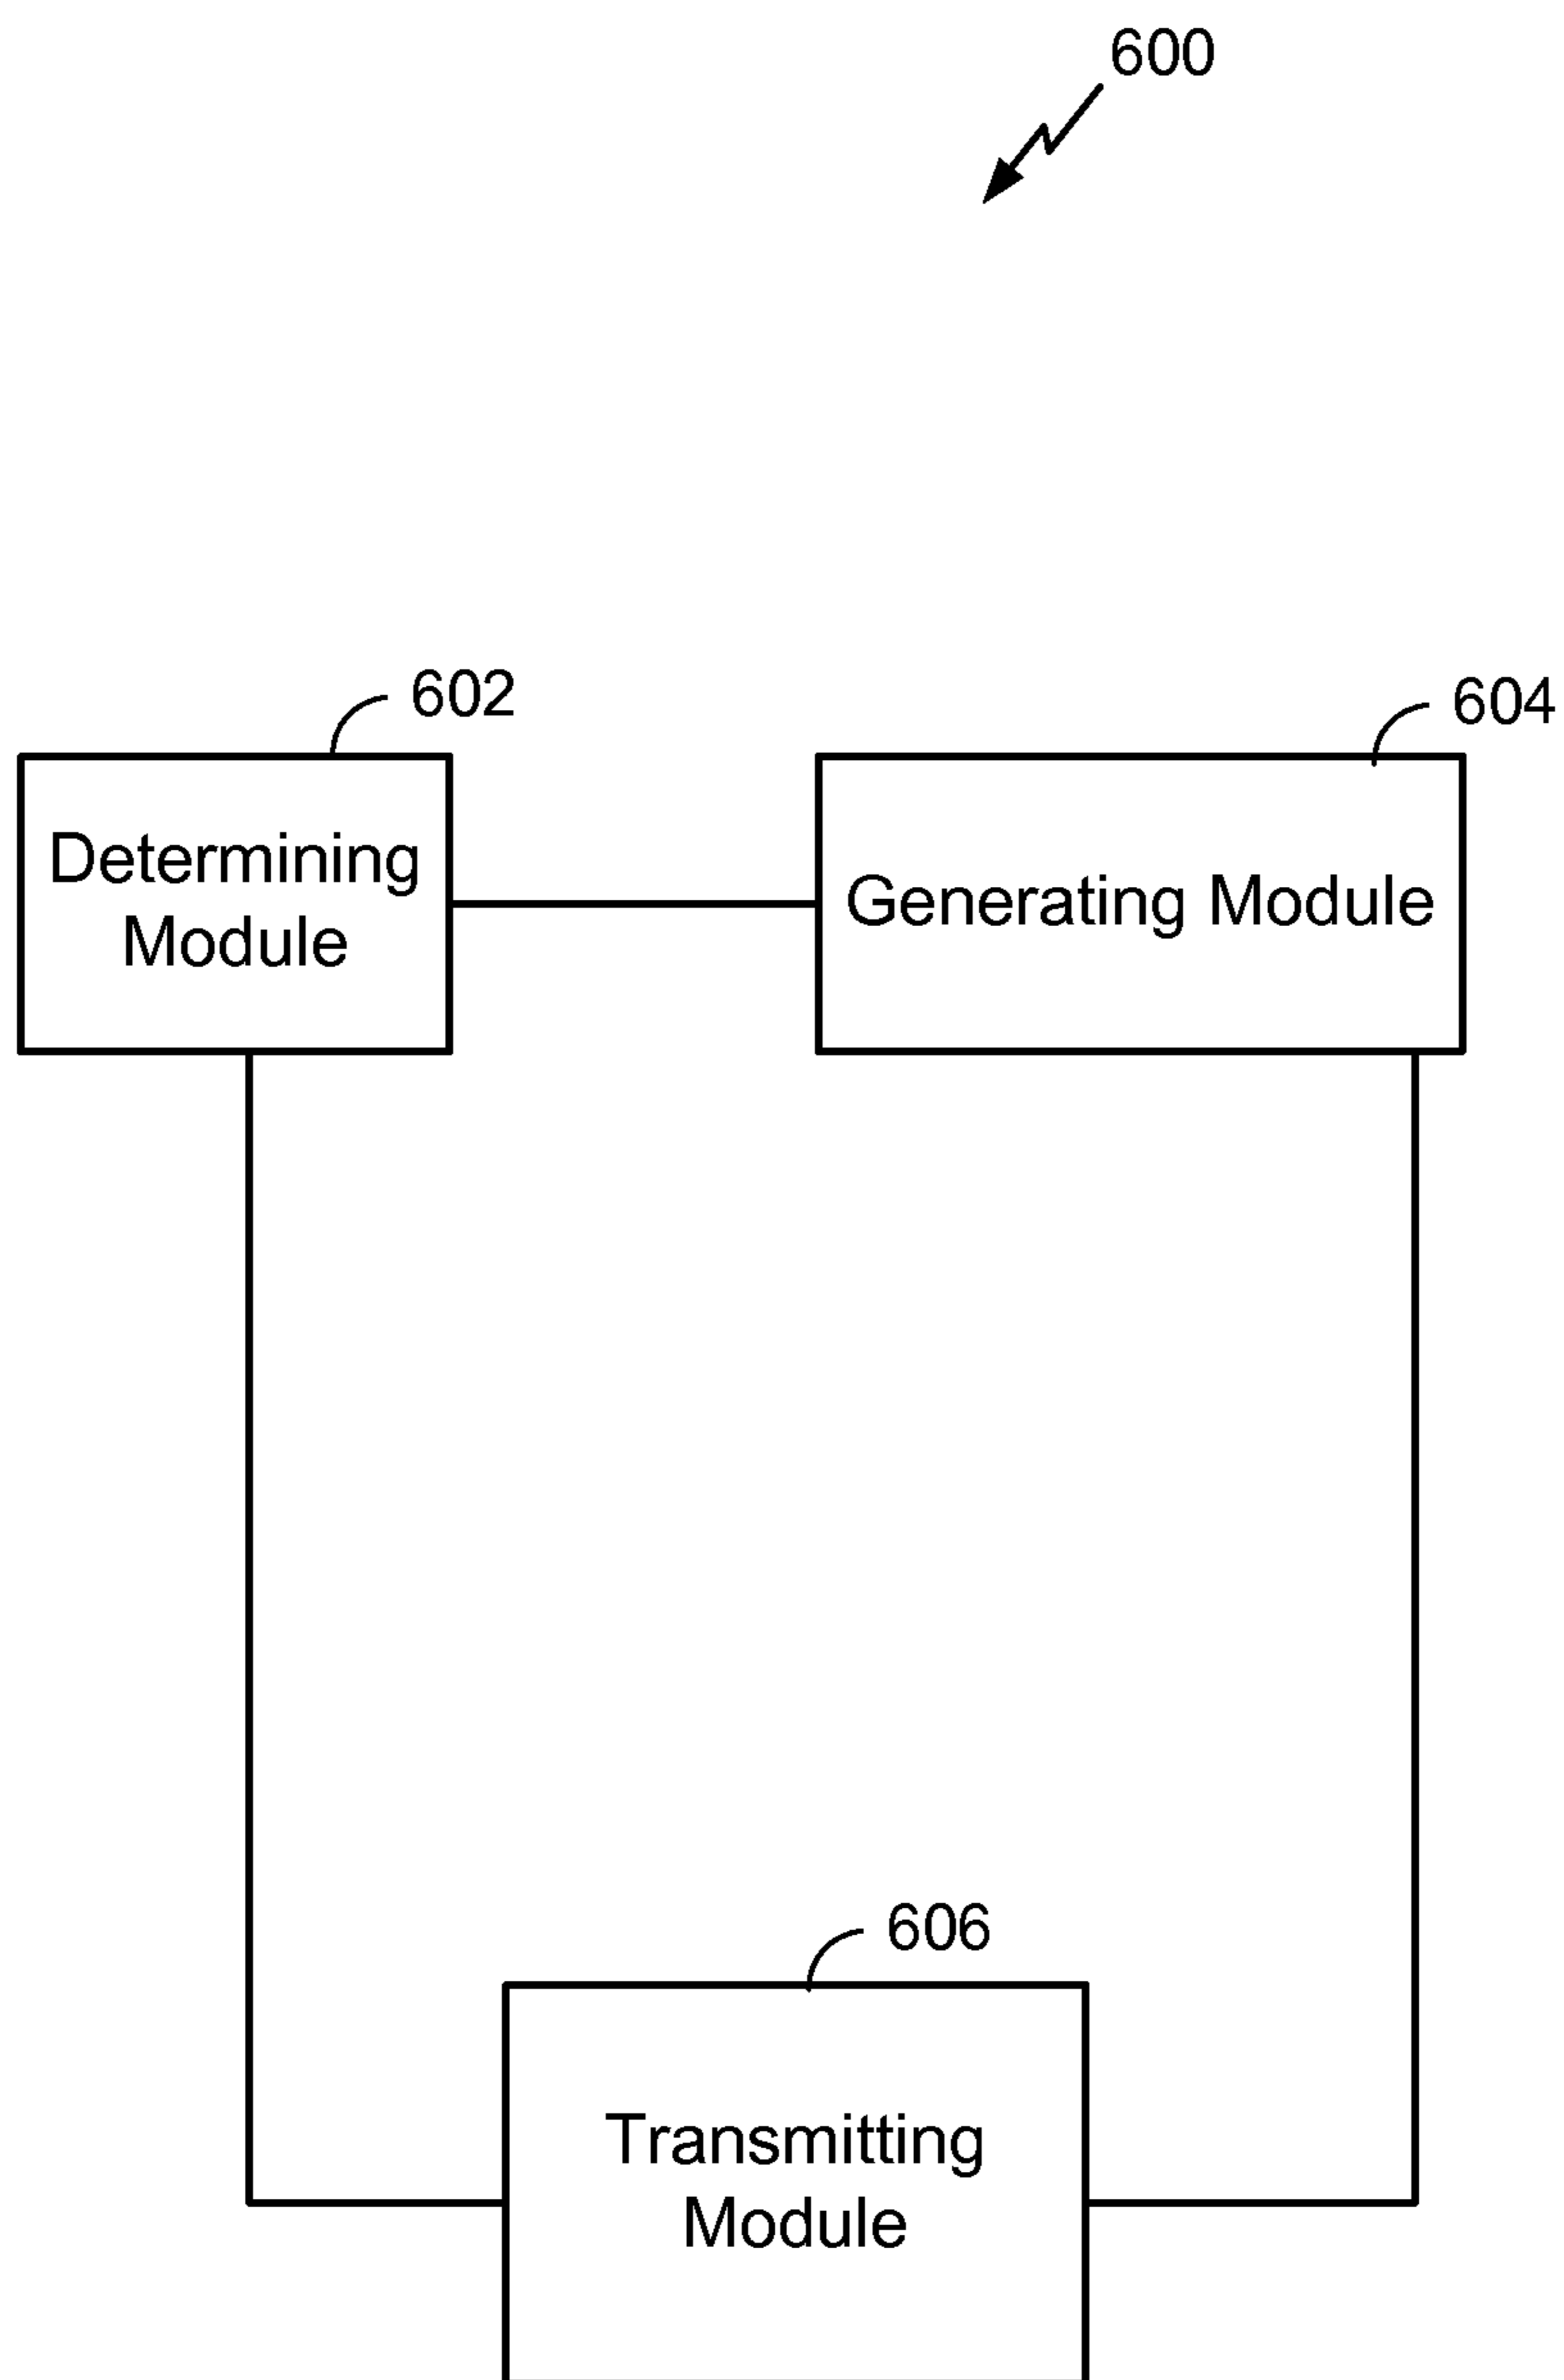 600
602
604
Determining
Module
Generating Module
606
Transmitting
Module